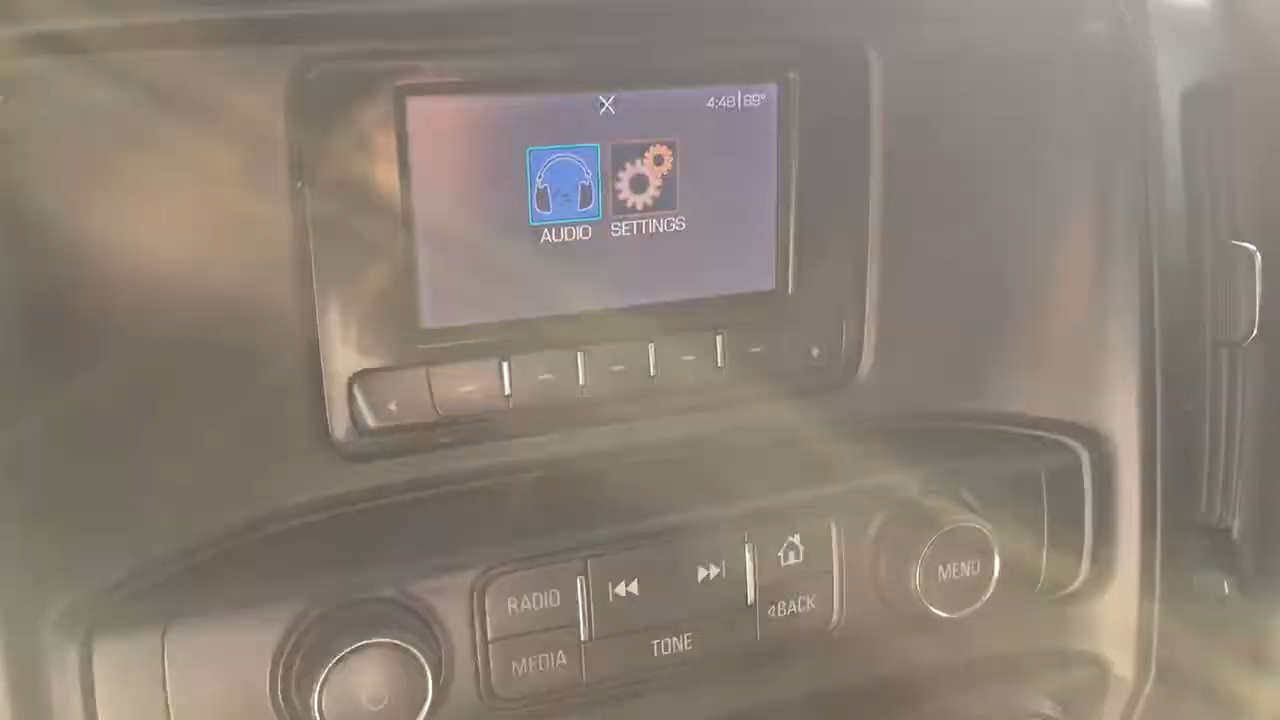 4:48 89°
AUDIO
SETTINGS
RADIO
MEDIA
TONE
BACK
MENU